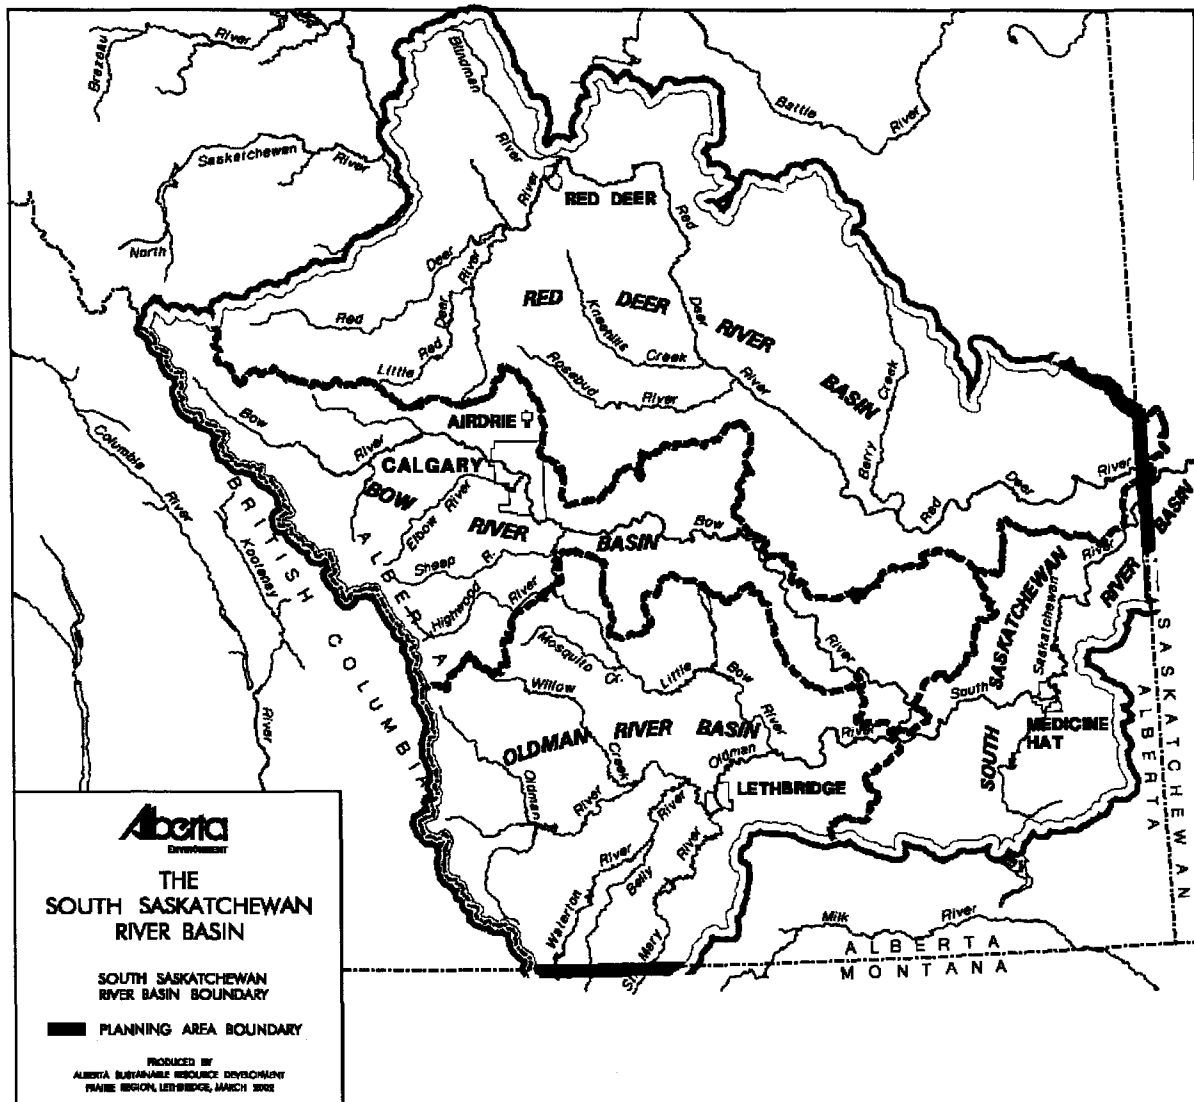 Brazeau
River
Blindman
River
Battle
River
Saskatchewan
River
North
River
RED DEER
Red
Deer
River
Red
Deer
Little
Red
Deer
River
RED DEER RIVER BASIN
Kneehills
Creek
Rosebud
River
Deer
River
Creek
Berry
Red
Deer
River
Bow
River
AIRDRIE
CALGARY
BOW
RIVER
BASIN
Elbow
River
Bow
Sheep
R.
Highwood
River
Columbia
River
Kootenay
River
BRITISH COLUMBIA
ALBERTA
Mosquito
Cr.
Willow
Creek
Little
Bow
River
River
OLDMAN
RIVER
BASIN
Oldman
River
Oldman
River
LETHBRIDGE
South
Saskatchewan
River
SOUTH
SASKATCHEWAN
RIVER
BASIN
MEDICINE
HAT
River
Waterton
River
Belly
River
St. Mary
Milk
River
ALBERTA
MONTANA
SASKATCHEWAN
ALBERTA
Alberta
ENVIRONMENT
THE
SOUTH SASKATCHEWAN
RIVER BASIN
SOUTH SASKATCHEWAN
RIVER BASIN BOUNDARY
PLANNING AREA BOUNDARY
PRODUCED BY
ALBERTA SUSTAINABLE RESOURCE DEVELOPMENT
PRAIRIE REGION, LETHBRIDGE, MARCH 2002